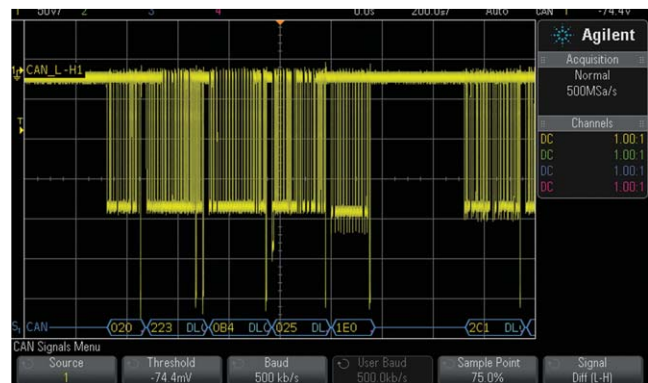 1 50V/ 2 3 4 0.0s 200.0s/ Auto CAN 1 -74.4V
Agilent
Acquisition
Normal
500MSa/s
Channels
DC 1.00:1
DC 1.00:1
DC 1.00:1
DC 1.00:1
CAN_L-H1
T
S1 CAN 020 223 DLC 0B4 DLC 025 DL 1E0 2C1 DL
CAN Signals Menu
Source Threshold Baud User Baud Sample Point Signal
1 -74.4mV 500 kb/s 500.0kb/s 75.0% Diff (L-H)